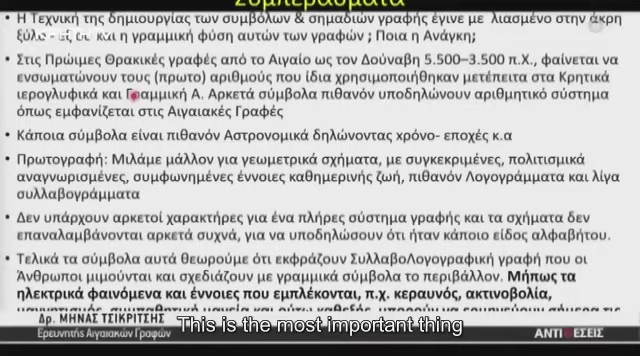 Συμπεράσματα
• Η Τεχνική της δημιουργίας των συμβόλων & σημαδιών γραφής έγινε με λιασμένο στην άκρη
ξύλο και η γραμμική φύση αυτών των γραφών ; Ποια η Ανάγκη;
• Στις Πρώιμες Θρακικές γραφές από το Αιγαίο ως τον Δούναβη 5.500–3.500 π.Χ., φαίνεται να
ενσωματώνουν τους (πρωτο) αριθμούς που ίδια χρησιμοποιήθηκαν μετέπειτα στα Κρητικά
ιερογλυφικά και Γραμμική Α. Αρκετά σύμβολα πιθανόν υποδηλώνουν αριθμητικό σύστημα
όπως εμφανίζεται στις Αιγαιακές Γραφές
• Κάποια σύμβολα είναι πιθανόν Αστρονομικά δηλώνοντας χρόνο- εποχές κ.α
• Πρωτογραφή: Μιλάμε μάλλον για γεωμετρικά σχήματα, με συγκεκριμένες, πολιτισμικά
αναγνωρισμένες, συμφωνημένες έννοιες καθημερινής ζωή, πιθανόν Λογογράμματα και λίγα
συλλαβογράμματα
• Δεν υπάρχουν αρκετοί χαρακτήρες για ένα πλήρες σύστημα γραφής και τα σχήματα δεν
επαναλαμβάνονται αρκετά συχνά, για να υποδηλώσουν ότι ήταν κάποιο είδος αλφαβήτου.
• Τελικά τα σύμβολα αυτά θεωρούμε ότι εκφράζουν ΣυλλαβοΛογογραφική γραφή που οι
Άνθρωποι μιμούνται και σχεδιάζουν με γραμμικά σύμβολα το περιβάλλον. Μήπως τα
ηλεκτρικά φαινόμενα και έννοιες που εμπλέκονται, π.χ. κεραυνός, ακτινοβολία,
This is the most important thing
Δρ. ΜΗΝΑΣ ΤΣΙΚΡΙΤΣΗΣ
Ερευνητής Αιγαιακών Γραφών
ΑΝΤΙΘΕΣΕΙΣ